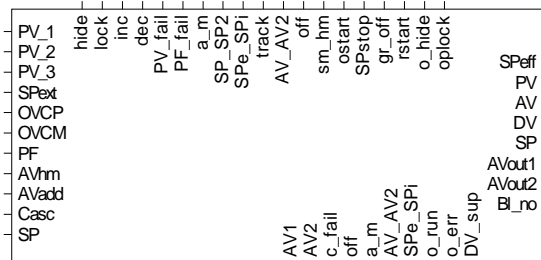 PV_1
PV_2
PV_3
SPext
OVCP
OVCM
PF
AVhm
AVadd
Casc
SP
hide
lock
inc
dec
PV_fail
PF_fail
a_m
SP_SP2
SPe_SPi
track
AV_AV2
off
sm_hm
ostart
SPstop
gr_off
rstart
o_hide
oplock
SPeff
PV
AV
DV
SP
AVout1
AVout2
Bl_no
AV1
AV2
c_fail
off
a_m
AV_AV2
SPe_SPi
o_run
o_err
DV_sup